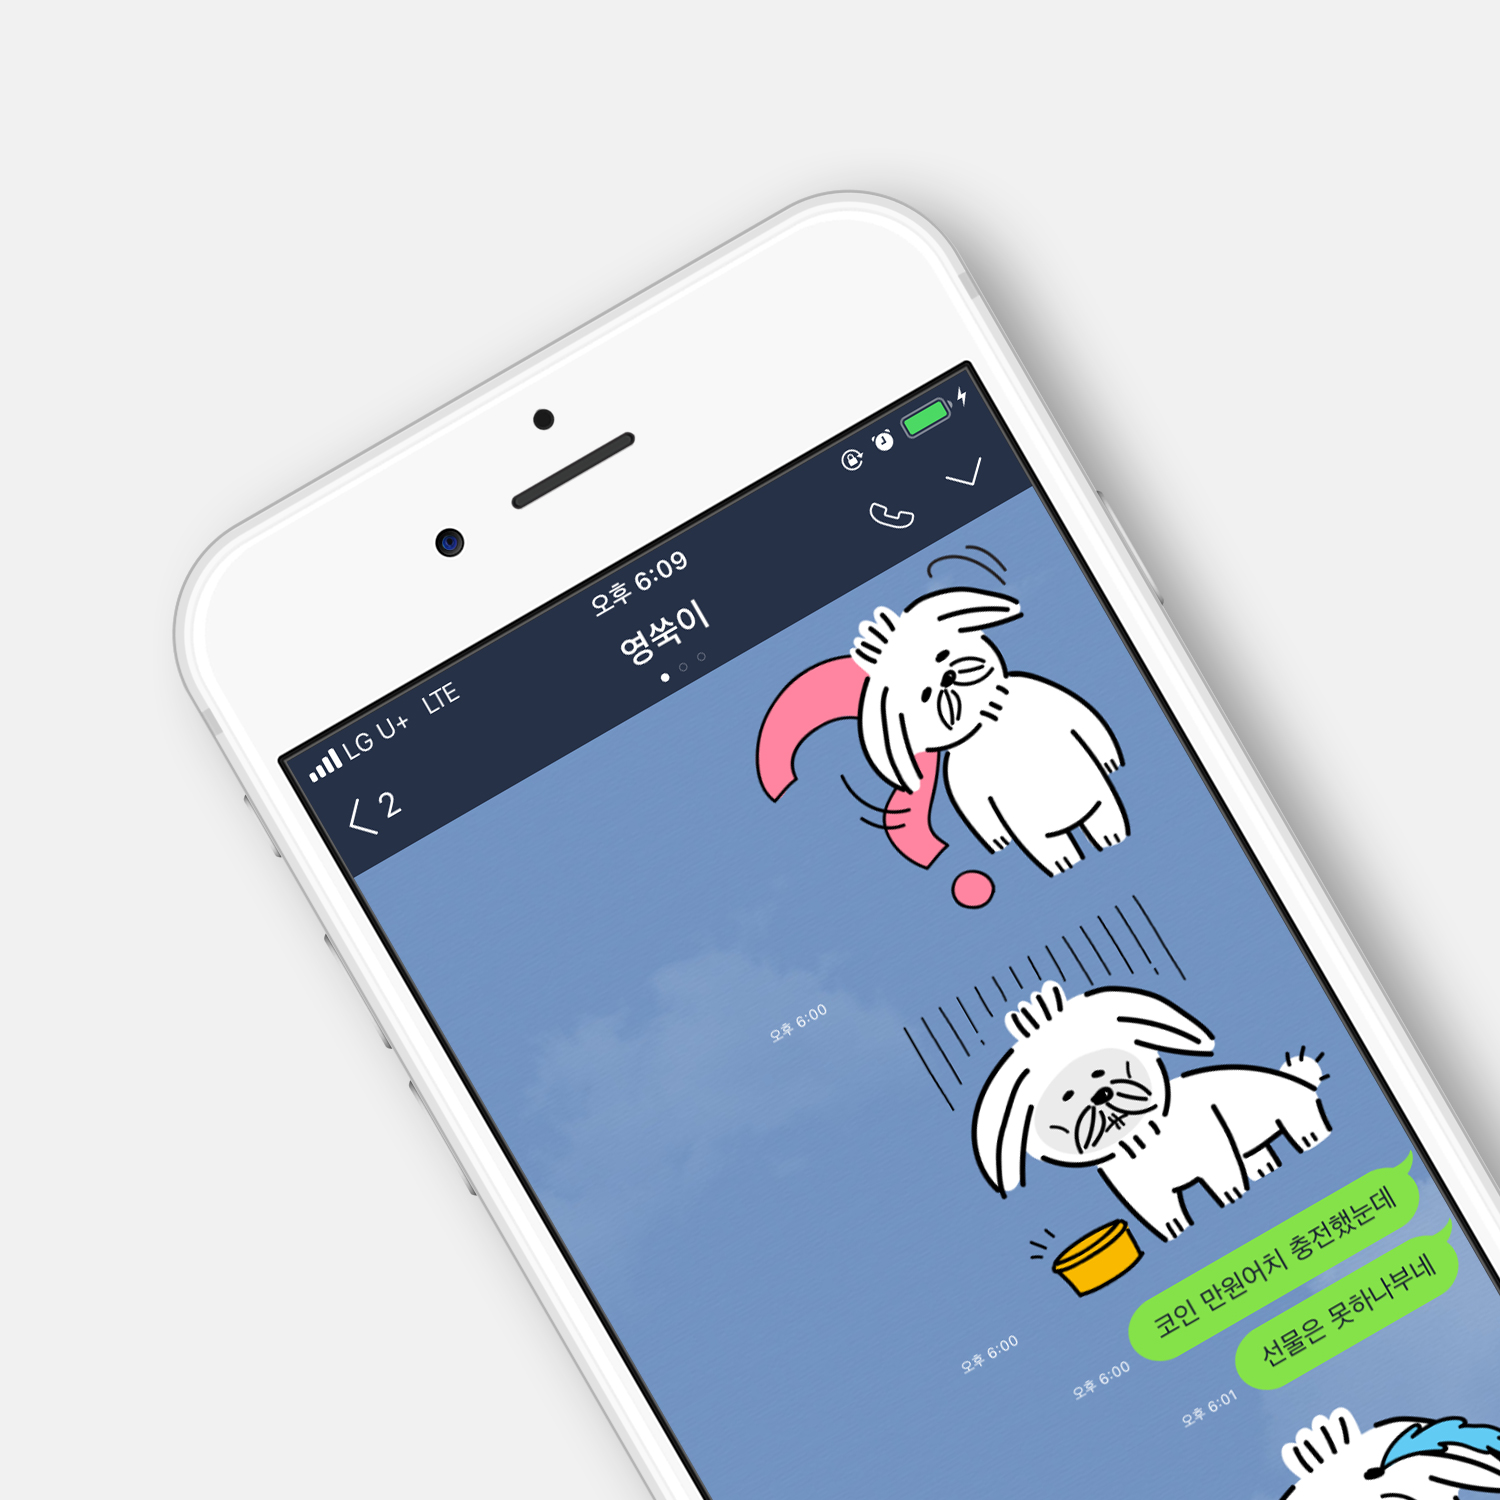 LG U+ LTE
오후 6:09
2
영쑥이
오후 6:00
오후 6:00
코인 만원어치 충전했눈데
오후 6:00
선물은 못하나부네
오후 6:01